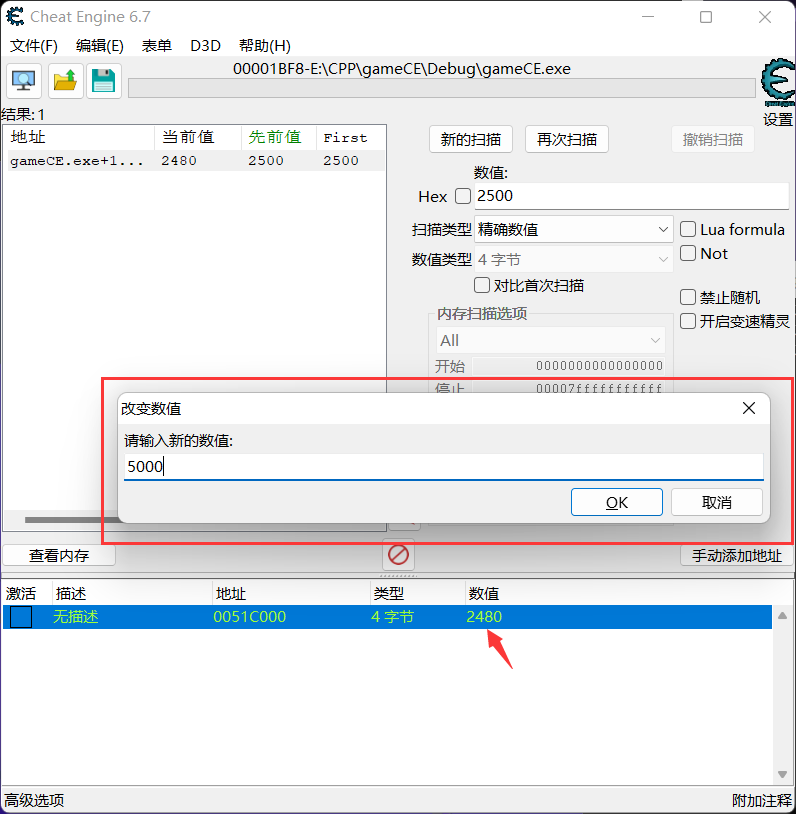 Cheat Engine 6.7
文件(F) 编辑(E) 表单 D3D 帮助(H)
00001BF8-E:\CPP\gameCE\Debug\gameCE.exe
结果: 1
设置
地址 当前值 先前值 First
gameCE.exe+1... 2480 2500 2500
新的扫描 再次扫描 撤销扫描
数值:
Hex 2500
扫描类型 精确数值 Lua formula
数值类型 4 字节 Not
对比首次扫描
内存扫描选项 禁止随机
All 开启变速精灵
开始 0000000000000000
停止 00007fffffffffff
改变数值
请输入新的数值:
5000
OK 取消
查看内存 手动添加地址
激活 描述 地址 类型 数值
无描述 0051C000 4 字节 2480
高级选项 附加注释